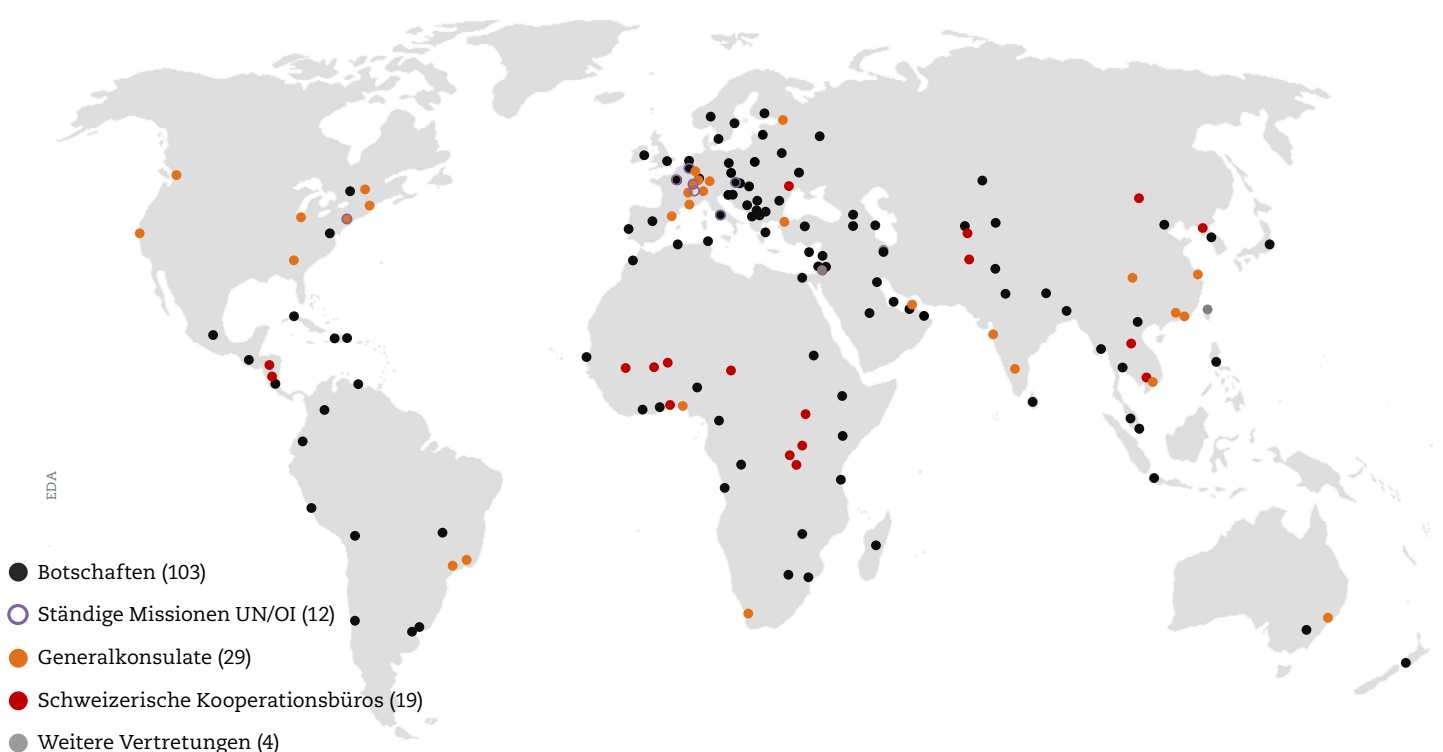 EDA
Botschaften (103)
Ständige Missionen UN/OI (12)
Generalkonsulate (29)
Schweizerische Kooperationsbüros (19)
Weitere Vertretungen (4)